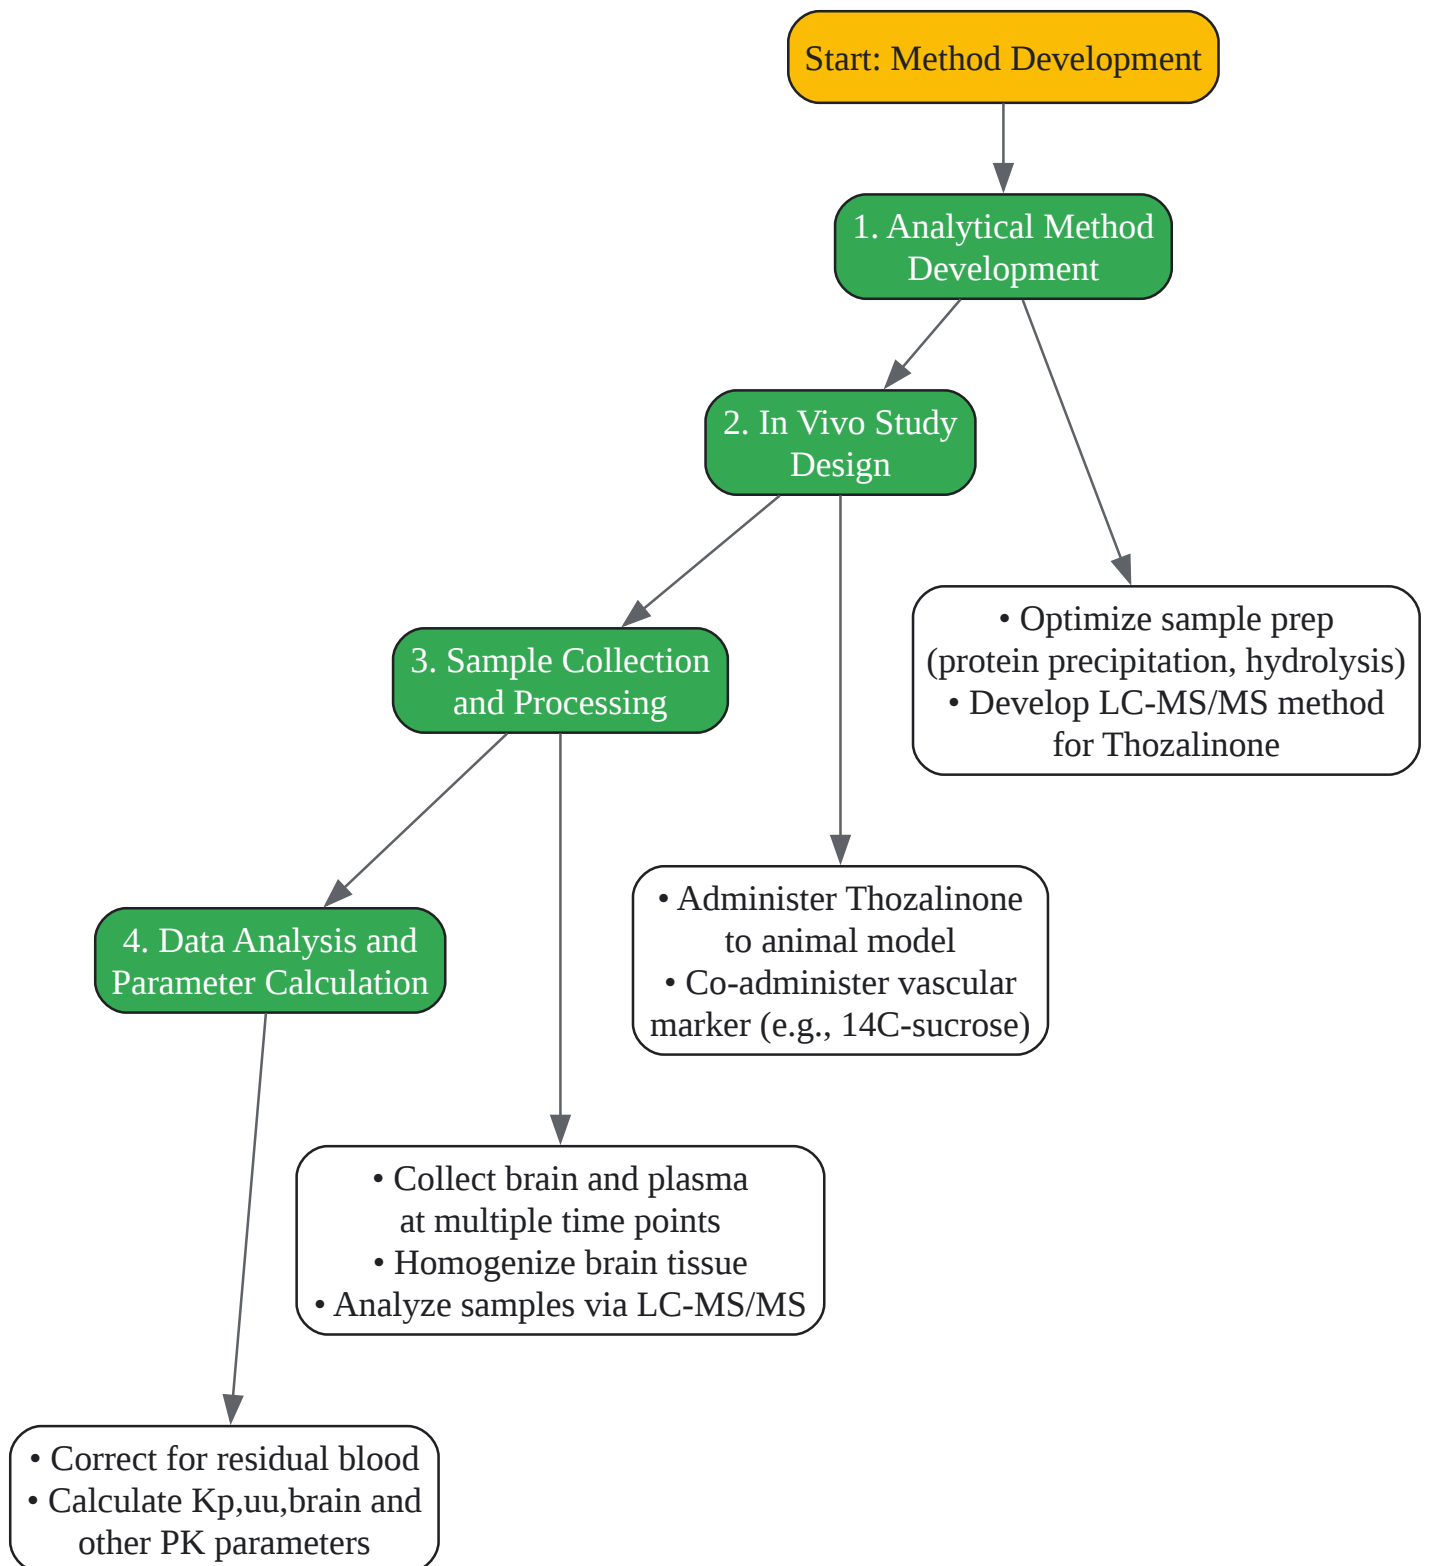 Start: Method Development
1. Analytical Method
Development
2. In Vivo Study
Design
• Optimize sample prep
(protein precipitation, hydrolysis)
• Develop LC-MS/MS method
for Thozalinone
3. Sample Collection
and Processing
• Administer Thozalinone
to animal model
• Co-administer vascular
marker (e.g., 14C-sucrose)
4. Data Analysis and
Parameter Calculation
• Collect brain and plasma
at multiple time points
• Homogenize brain tissue
• Analyze samples via LC-MS/MS
• Correct for residual blood
• Calculate Kp,uu,brain and
other PK parameters